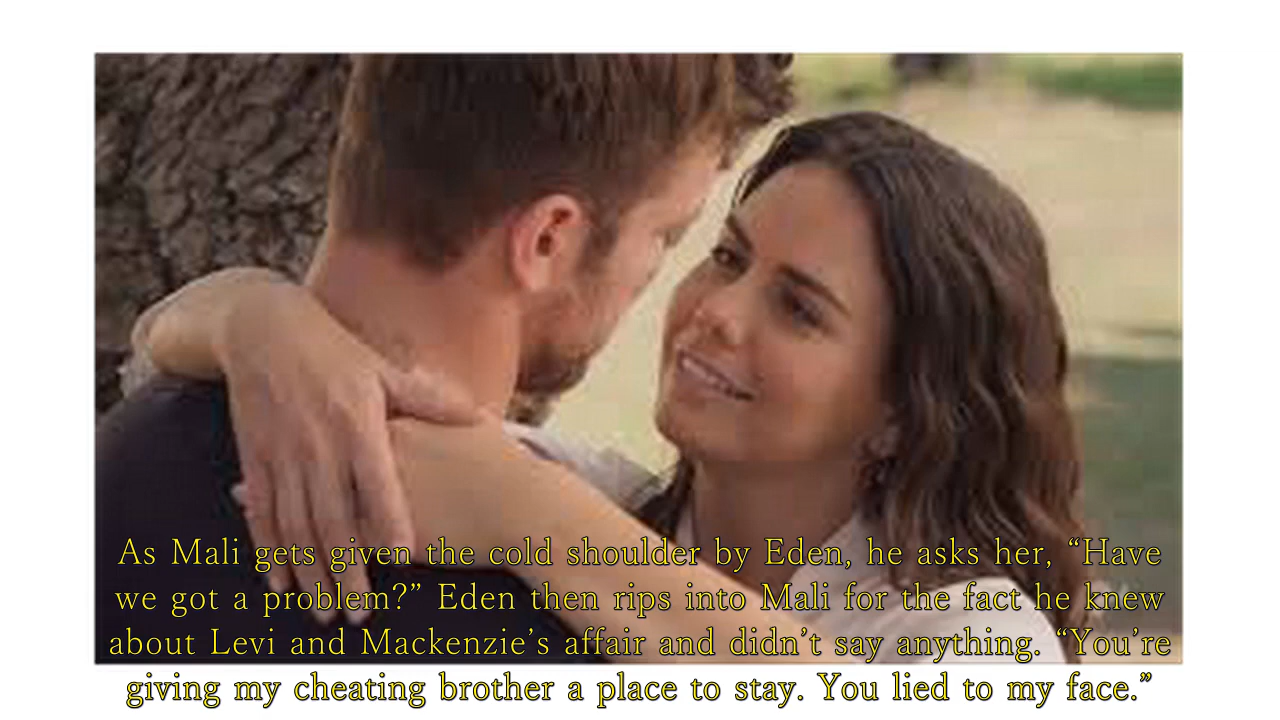 As Mali gets given the cold shoulder by Eden, he asks her, “Have
we got a problem?” Eden then rips into Mali for the fact he knew
about Levi and Mackenzie’s affair and didn’t say anything. “You’re
giving my cheating brother a place to stay. You lied to my face.”